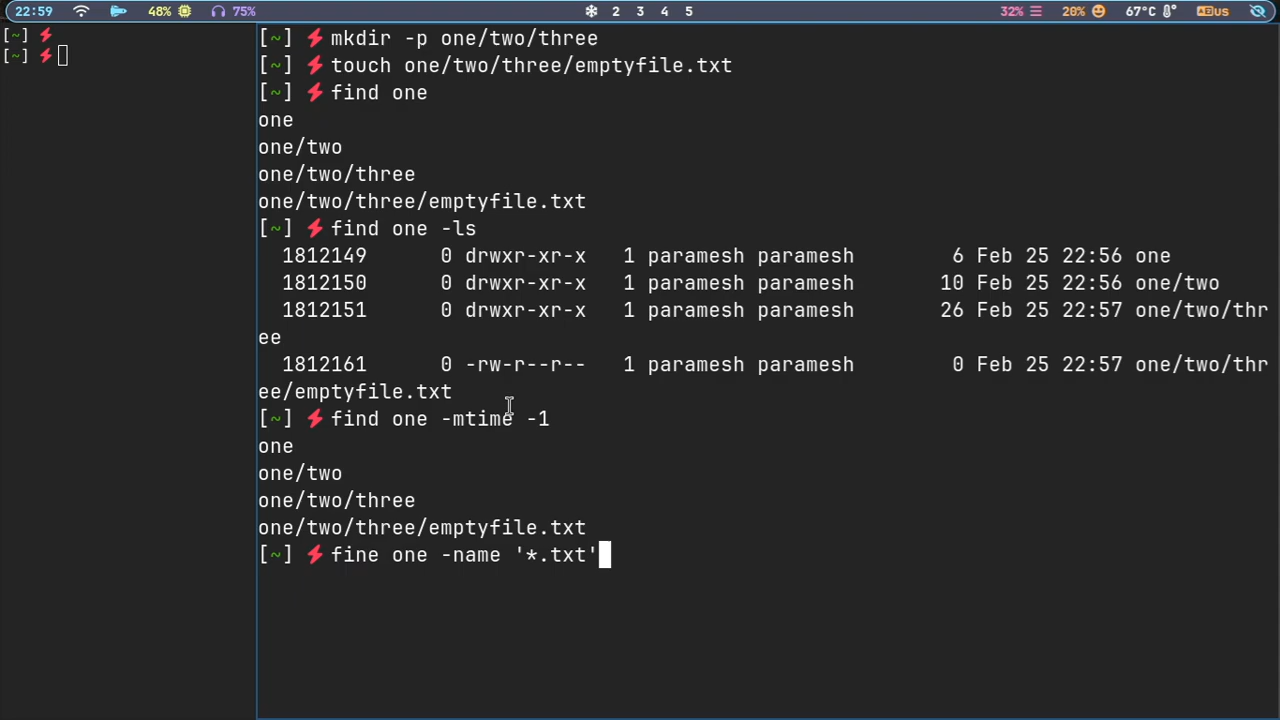 22:59 48% 75% 2 3 4 5 32% 20% 67°C us
[~]
[~]
[~] mkdir -p one/two/three
[~] touch one/two/three/emptyfile.txt
[~] find one
one
one/two
one/two/three
one/two/three/emptyfile.txt
[~] find one -ls
1812149 0 drwxr-xr-x 1 paramesh paramesh 6 Feb 25 22:56 one
1812150 0 drwxr-xr-x 1 paramesh paramesh 10 Feb 25 22:56 one/two
1812151 0 drwxr-xr-x 1 paramesh paramesh 26 Feb 25 22:57 one/two/thr
ee
1812161 0 -rw-r--r-- 1 paramesh paramesh 0 Feb 25 22:57 one/two/thr
ee/emptyfile.txt
[~] find one -mtime -1
one
one/two
one/two/three
one/two/three/emptyfile.txt
[~] fine one -name '*.txt'